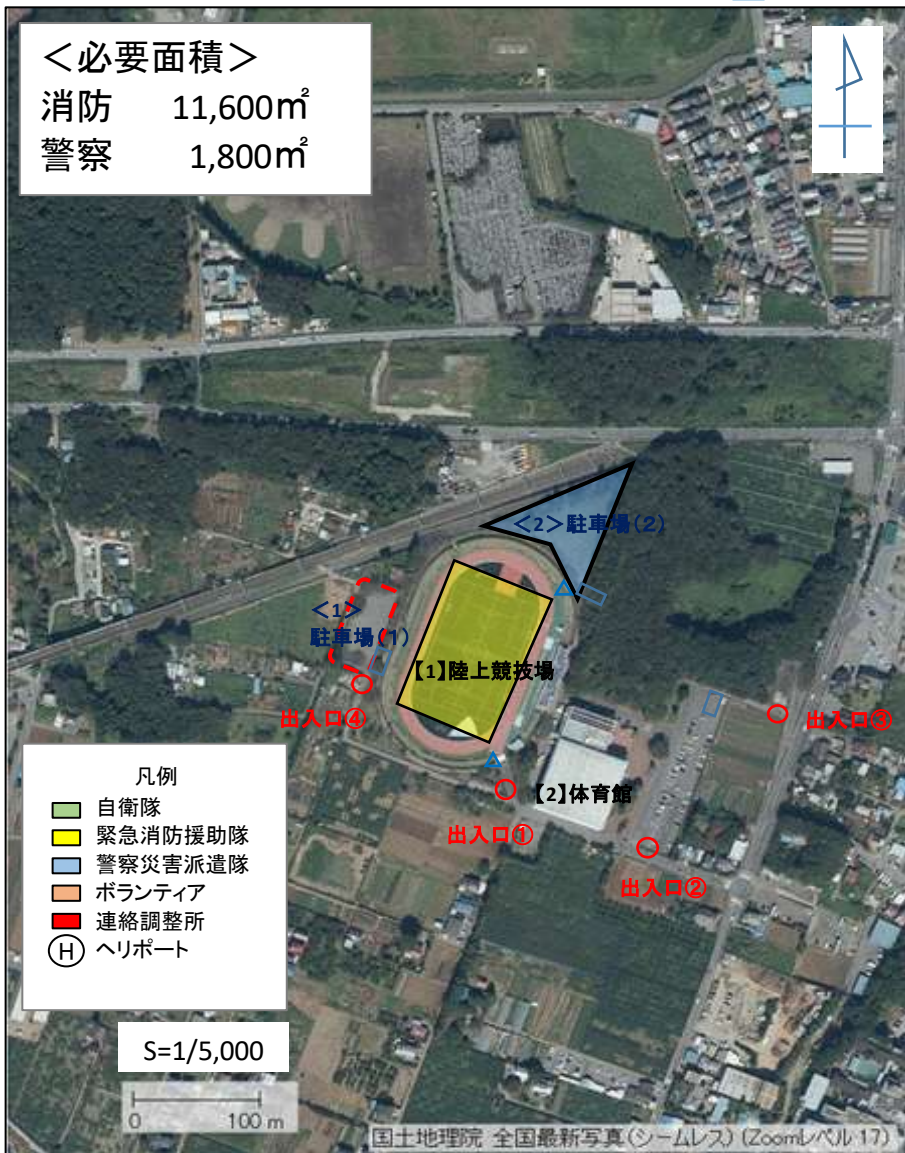 ＜必要面積＞
消防 11,600㎡
警察 1,800㎡
＜2＞駐車場(2)
＜1＞
駐車場(1)
【1】陸上競技場
出入口④
出入口③
【2】体育館
出入口①
出入口②
凡例
自衛隊
緊急消防援助隊
警察災害派遣隊
ボランティア
連絡調整所
H ヘリポート
S=1/5,000
0 100 m
国土地理院 全国最新写真(シームレス) (Zoomレベル 17)